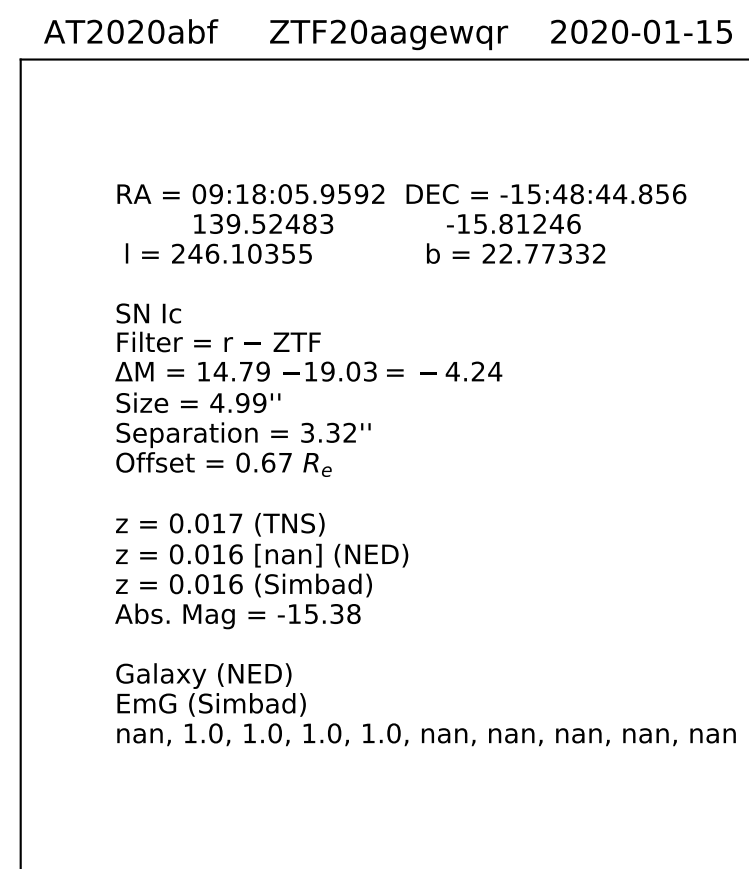 AT2020abf ZTF20aagewqr 2020-01-15
RA = 09:18:05.9592 DEC = -15:48:44.856
139.52483 -15.81246
l = 246.10355 b = 22.77332
SN Ic
Filter = r − ZTF
ΔM = 14.79 −19.03 = − 4.24
Size = 4.99''
Separation = 3.32''
Offset = 0.67 Rₑ
z = 0.017 (TNS)
z = 0.016 [nan] (NED)
z = 0.016 (Simbad)
Abs. Mag = -15.38
Galaxy (NED)
EmG (Simbad)
nan, 1.0, 1.0, 1.0, 1.0, nan, nan, nan, nan, nan